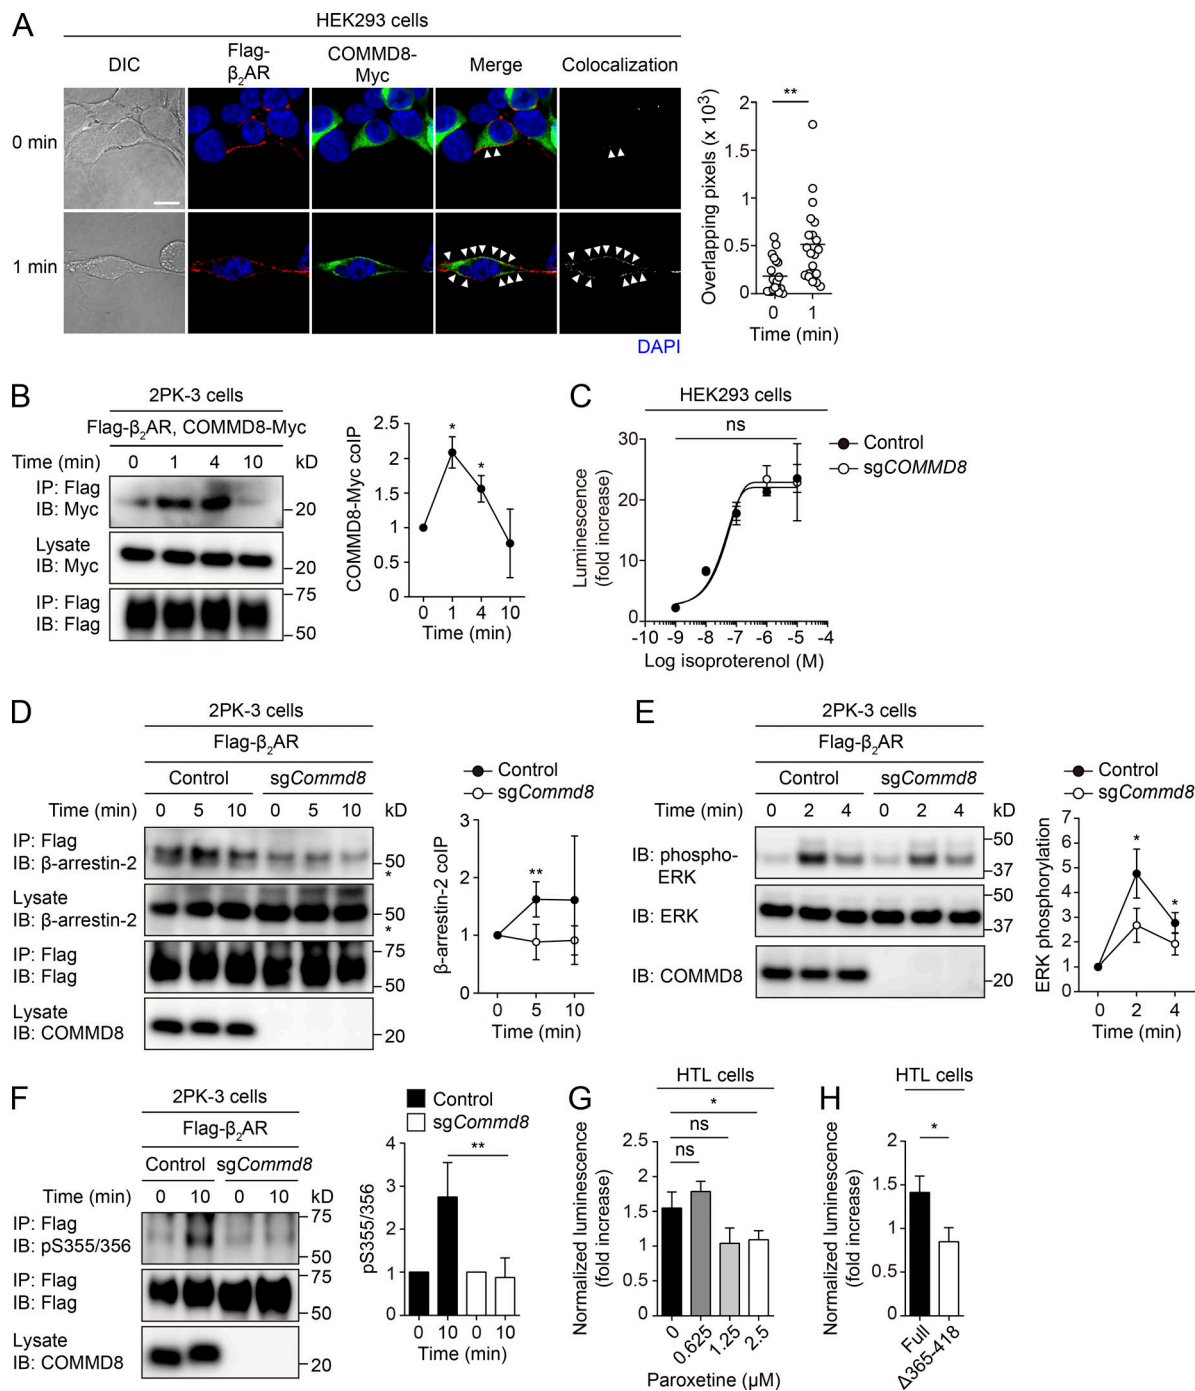 A
HEK293 cells
DIC
Flag-
β2AR
COMMD8-
Myc
Merge
Colocalization
0 min
1 min
DAPI
Overlapping pixels (x 10³)
**
2
1.5
1
0.5
0
0 1
Time (min)
B
2PK-3 cells
Flag-β2AR, COMMD8-Myc
Time (min) 0 1 4 10 kD
IP: Flag
IB: Myc
20
Lysate
IB: Myc
20
IP: Flag
IB: Flag
75
50
COMMD8-Myc coIP
2.5
2
1.5
1
0.5
0
* *
0 1 4 10
Time (min)
C
HEK293 cells
ns
Control
sgCOMMD8
Luminescence
(fold increase)
30
20
10
0
-10 -9 -8 -7 -6 -5 -4
Log isoproterenol (M)
D
2PK-3 cells
Flag-β2AR
Control sgCommd8
Time (min) 0 5 10 0 5 10 kD
IP: Flag
IB: β-arrestin-2
50
*
Lysate
IB: β-arrestin-2
50
*
IP: Flag
IB: Flag
75
50
Lysate
IB: COMMD8
20
Control
sgCommd8
β-arrestin-2 coIP
3
2
1
0
**
0 5 10
Time (min)
E
2PK-3 cells
Flag-β2AR
Control sgCommd8
Time (min) 0 2 4 0 2 4 kD
IB: phospho-
ERK
50
37
IB: ERK
50
37
IB: COMMD8
20
Control
sgCommd8
ERK phosphorylation
7
6
5
4
3
2
1
0
* *
0 2 4
Time (min)
F
2PK-3 cells
Flag-β2AR
Control sgCommd8
Time (min) 0 10 0 10 kD
IP: Flag
IB: pS355/356
75
50
IP: Flag
IB: Flag
75
50
Lysate
IB: COMMD8
20
Control
sgCommd8
pS355/356
4
3
2
1
0
**
0 10 0 10
Time (min)
G
HTL cells
*
ns
ns
Normalized luminescence
(fold increase)
2
1.5
1
0.5
0
0 0.625 1.25 2.5
Paroxetine (µM)
H
HTL cells
*
Normalized luminescence
(fold increase)
2
1.5
1
0.5
0
Full Δ365-418